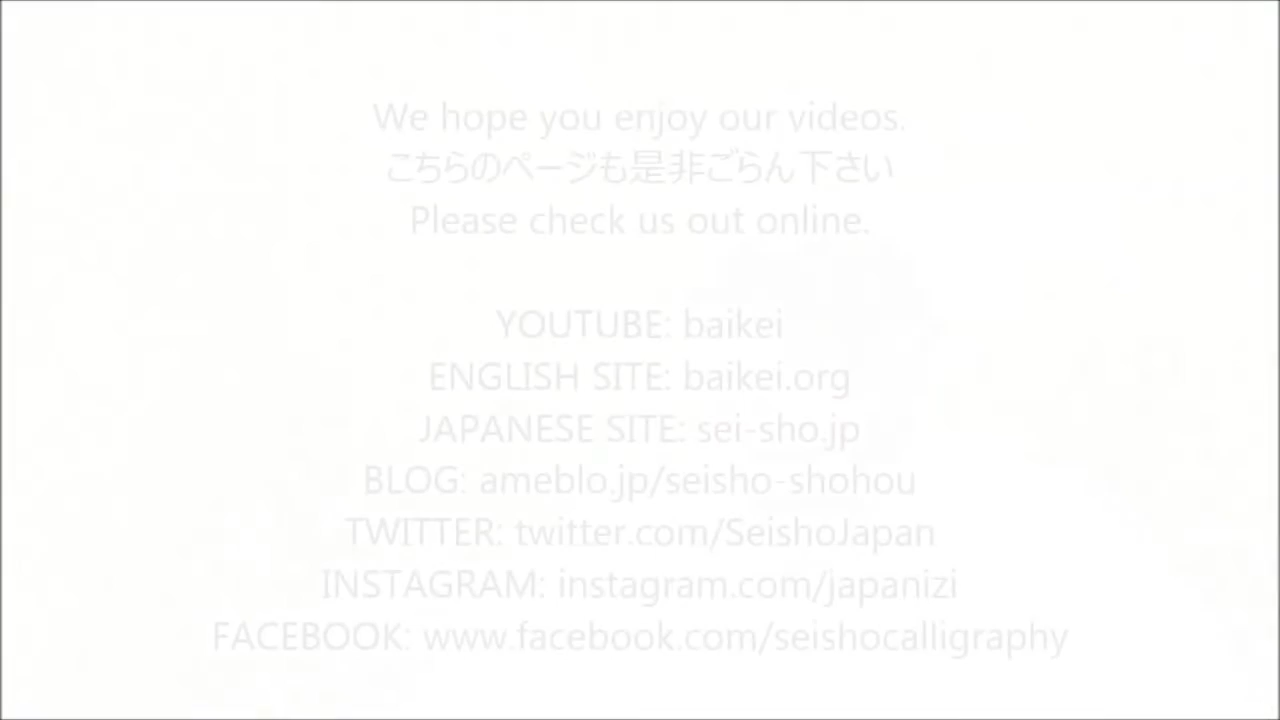 We hope you enjoy our videos.
こちらのページも是非ごらん下さい
Please check us out online.
YOUTUBE: baikei
ENGLISH SITE: baikei.org
JAPANESE SITE: sei-sho.jp
BLOG: ameblo.jp/seisho-shohou
TWITTER: twitter.com/SeishoJapan
INSTAGRAM: instagram.com/japanizi
FACEBOOK: www.facebook.com/seishocalligraphy